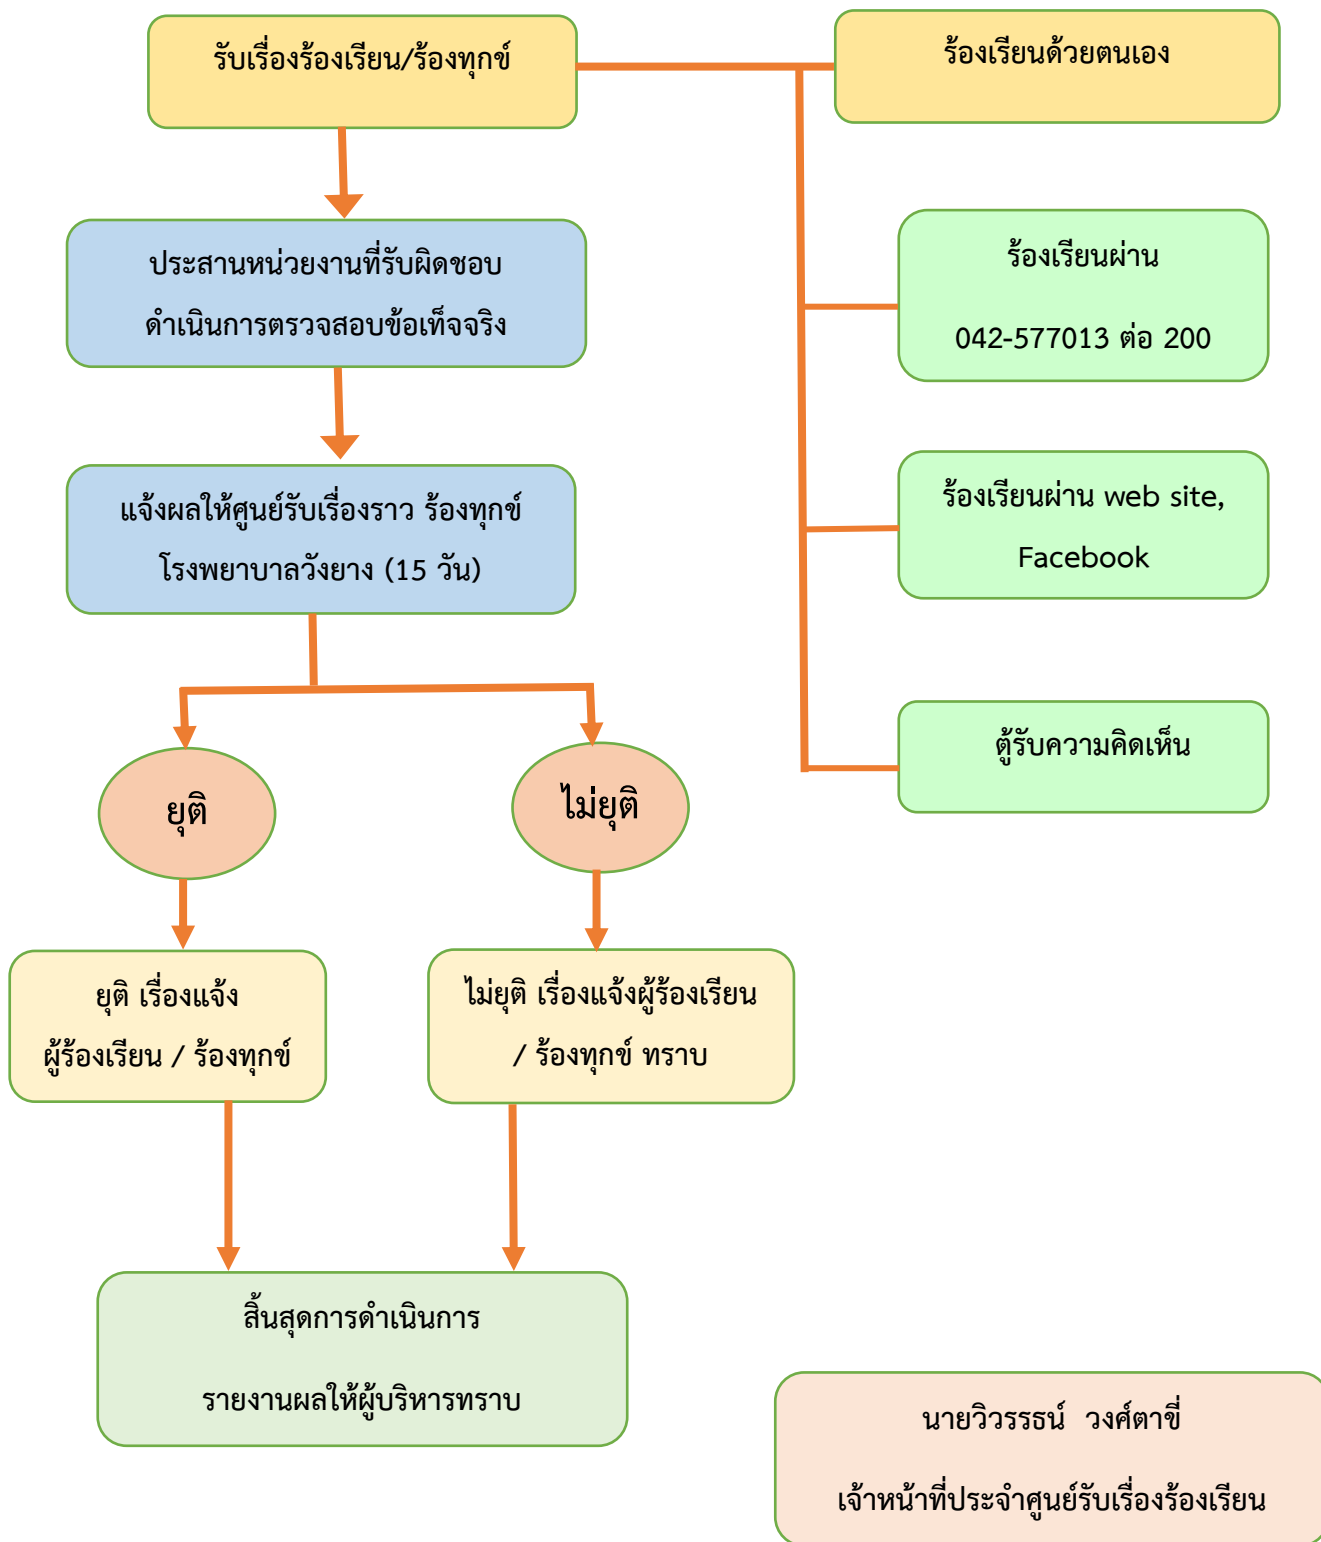 รับเรื่องร้องเรียน/ร้องทุกข์
ร้องเรียนด้วยตนเอง
ประสานหน่วยงานที่รับผิดชอบ
ดำเนินการตรวจสอบข้อเท็จจริง
ร้องเรียนผ่าน
042-577013 ต่อ 200
แจ้งผลให้ศูนย์รับเรื่องราว ร้องทุกข์
โรงพยาบาลวังยาง (15 วัน)
ร้องเรียนผ่าน web site,
Facebook
ตู้รับความคิดเห็น
ยุติ
ไม่ยุติ
ยุติ เรื่องแจ้ง
ผู้ร้องเรียน / ร้องทุกข์
ไม่ยุติ เรื่องแจ้งผู้ร้องเรียน
/ ร้องทุกข์ ทราบ
สิ้นสุดการดำเนินการ
รายงานผลให้ผู้บริหารทราบ
นายวิวรรธน์ วงศ์ตาขี่
เจ้าหน้าที่ประจำศูนย์รับเรื่องร้องเรียน